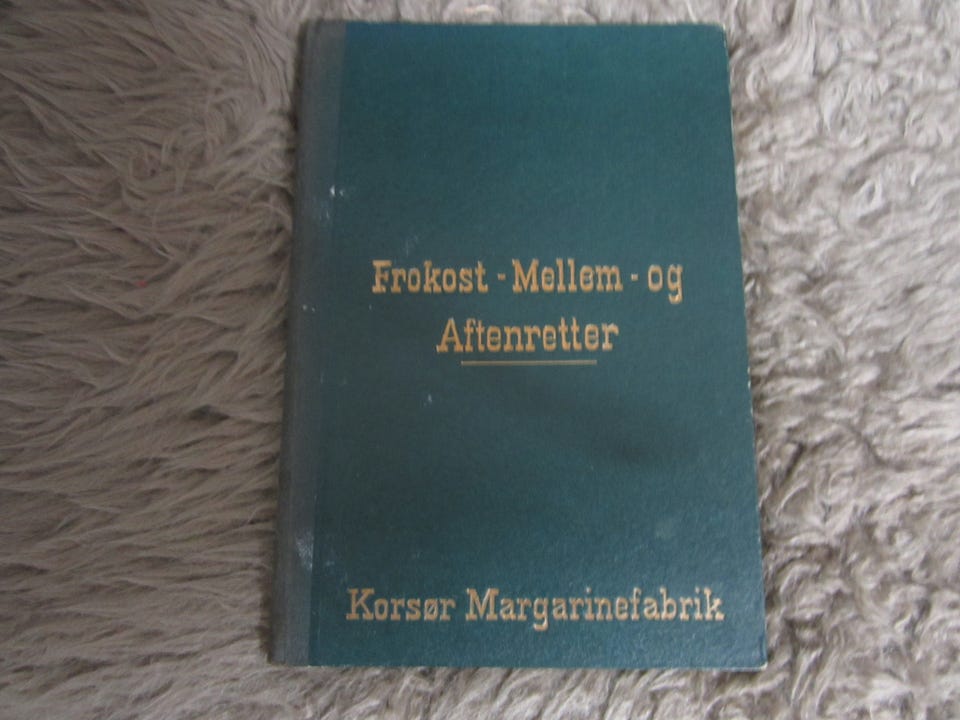 Frokost - Mellem - og
Aftenretter
Korsør Margarinefabrik